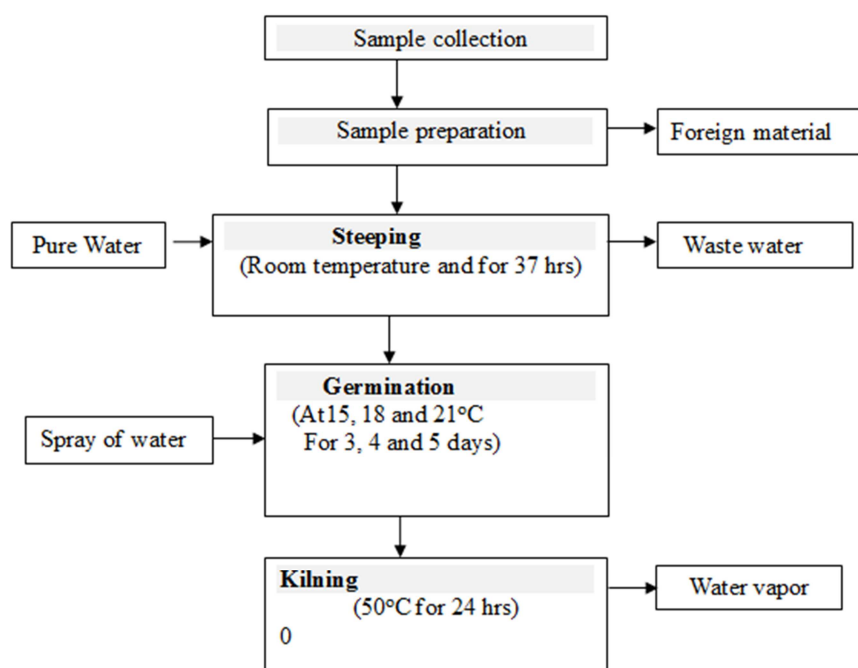 Sample collection
Sample preparation
Foreign material
Steeping
Pure Water
Waste water
(Room temperature and for 37 hrs)
Germination
(At15, 18 and 21°C
Spray of water
For 3, 4 and 5 days)
Kilning
Water vapor
(50°C for 24 hrs)
0